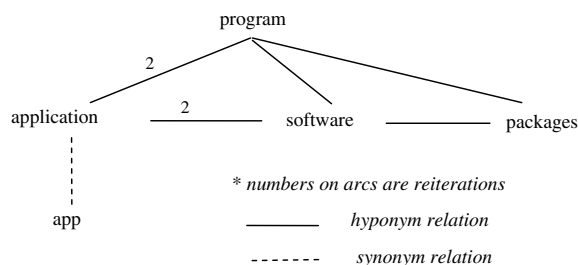 program
2
application
2
software
packages
app
* numbers on arcs are reiterations
hyponym relation
synonym relation